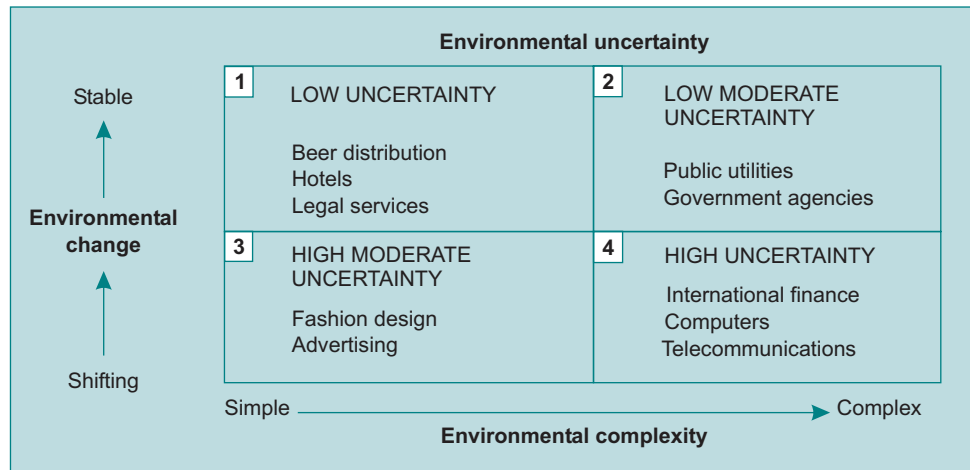 Environmental uncertainty
Stable
Environmental
change
Shifting
1
LOW UNCERTAINTY
Beer distribution
Hotels
Legal services
2
LOW MODERATE
UNCERTAINTY
Public utilities
Government agencies
3
HIGH MODERATE
UNCERTAINTY
Fashion design
Advertising
4
HIGH UNCERTAINTY
International finance
Computers
Telecommunications
Simple
Complex
Environmental complexity